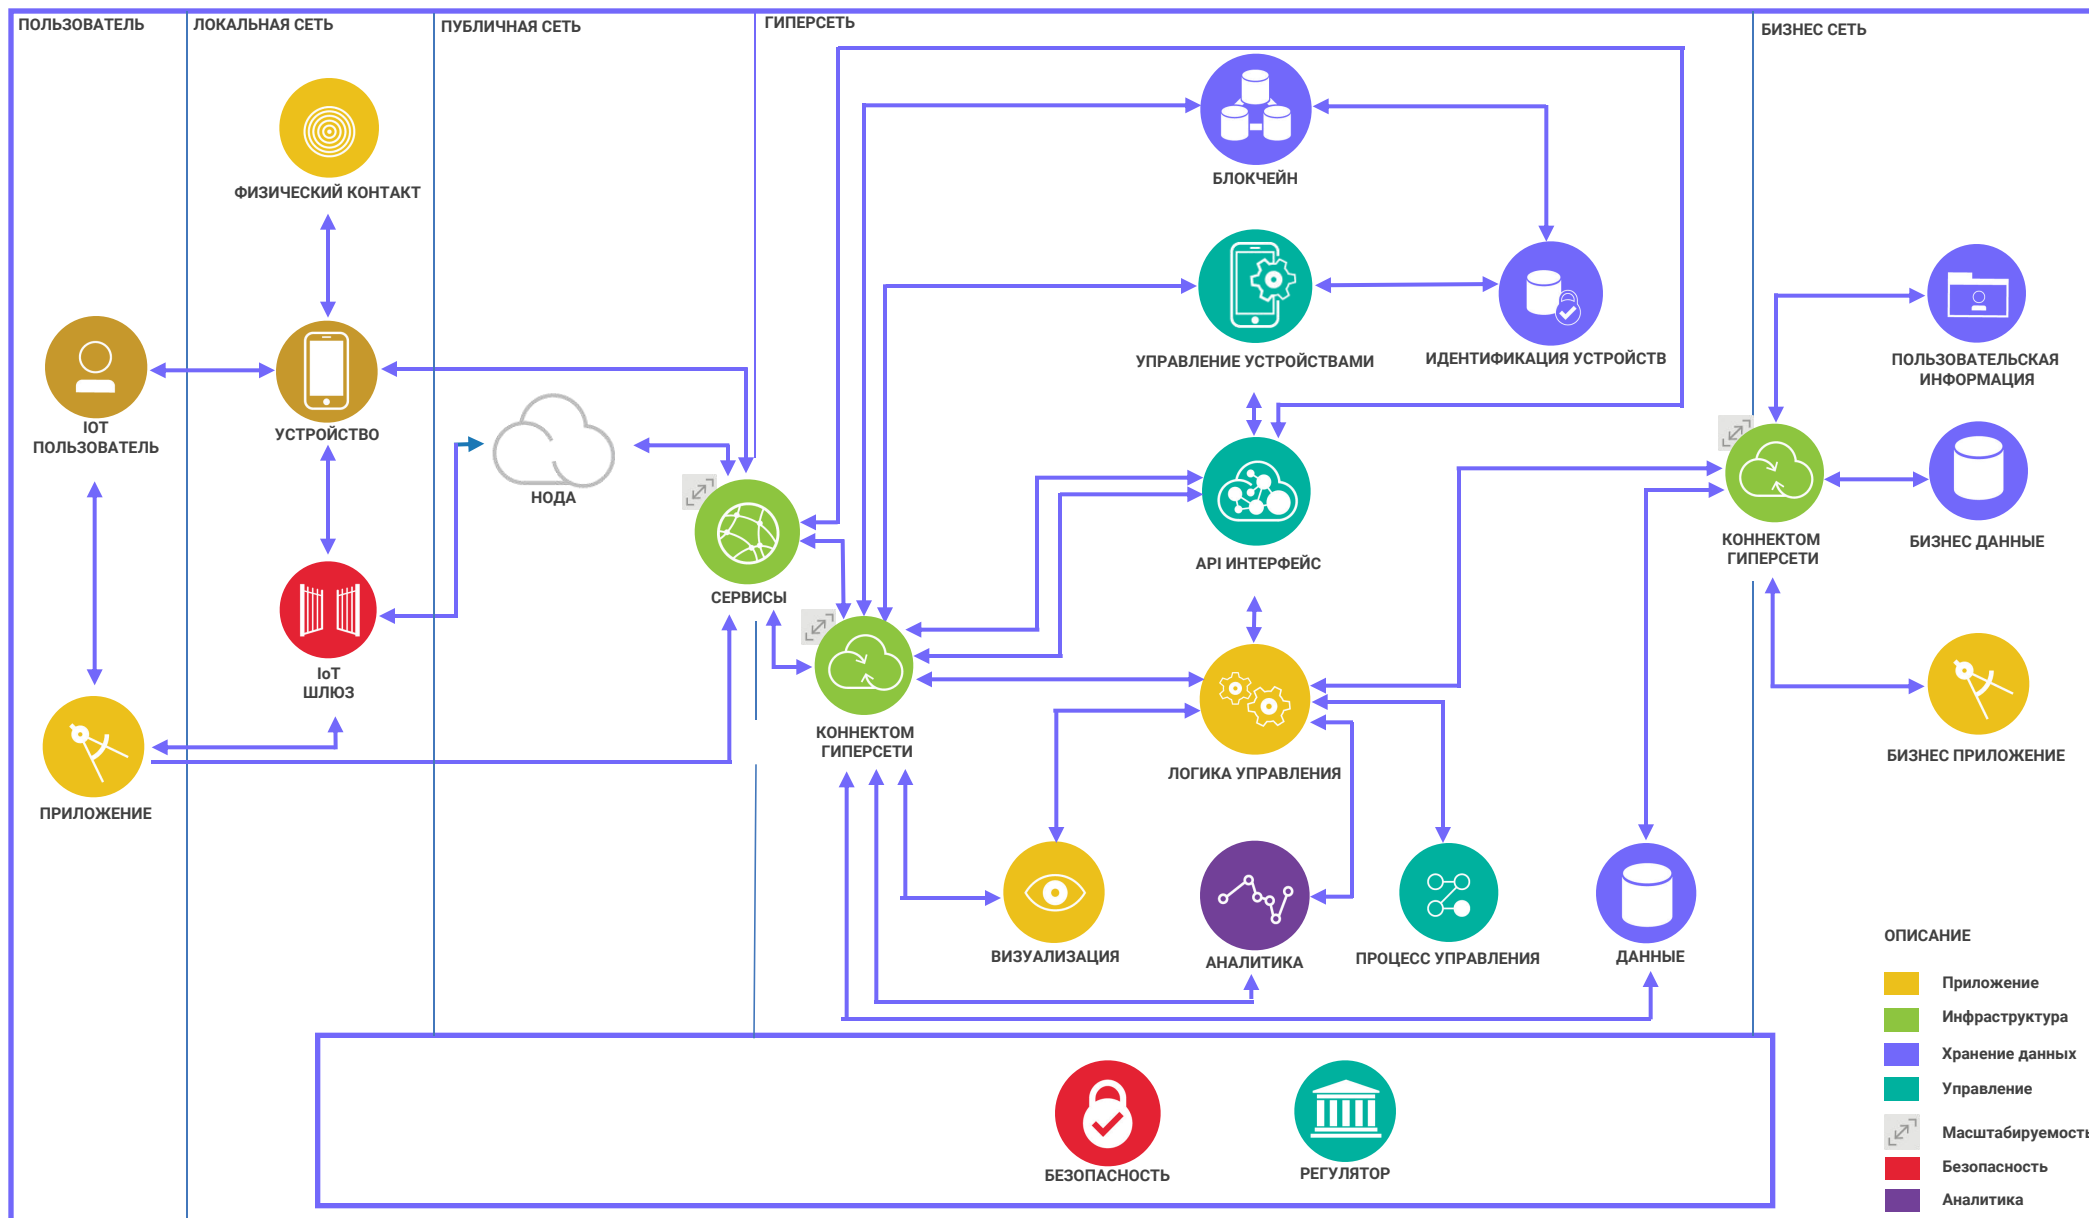 ПОЛЬЗОВАТЕЛЬ
ЛОКАЛЬНАЯ СЕТЬ
ПУБЛИЧНАЯ СЕТЬ
ГИПЕРСЕТЬ
БИЗНЕС СЕТЬ
ФИЗИЧЕСКИЙ КОНТАКТ
БЛОКЧЕЙН
УПРАВЛЕНИЕ УСТРОЙСТВАМИ
ИДЕНТИФИКАЦИЯ УСТРОЙСТВ
ПОЛЬЗОВАТЕЛЬСКАЯ
ИНФОРМАЦИЯ
IOT
ПОЛЬЗОВАТЕЛЬ
УСТРОЙСТВО
НОДА
СЕРВИСЫ
API ИНТЕРФЕЙС
КОННЕКТОМ
ГИПЕРСЕТИ
БИЗНЕС ДАННЫЕ
IoT
ШЛЮЗ
КОННЕКТОМ
ГИПЕРСЕТИ
ЛОГИКА УПРАВЛЕНИЯ
БИЗНЕС ПРИЛОЖЕНИЕ
ПРИЛОЖЕНИЕ
ВИЗУАЛИЗАЦИЯ
АНАЛИТИКА
ПРОЦЕСС УПРАВЛЕНИЯ
ДАННЫЕ
ОПИСАНИЕ
Приложение
Инфраструктура
Хранение данных
Управление
Масштабируемость
Безопасность
Аналитика
БЕЗОПАСНОСТЬ
РЕГУЛЯТОР